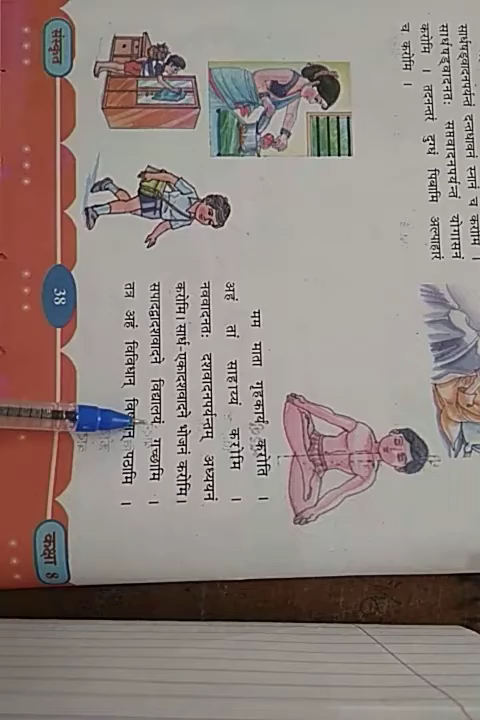 सार्धषड्वादनपर्यन्तं दन्तधावनं स्नानं च करोमि ।
सार्धषड्वादनतः सप्तवादनपर्यन्तं योगासनं
करोमि । तदनन्तरं दुग्धं पिबामि अल्पाहारं
च करोमि ।
मम माता गृहकार्यं करोति ।
अहं तां साहाय्यं करोमि ।
नववादनतः दशवादनपर्यन्तम् अध्ययनं
करोमि। सार्ध-एकादशवादने भोजनं करोमि।
सपादद्वादशवादने विद्यालयं गच्छामि ।
तत्र अहं विविधान् पठामि ।
संस्कृत
38
कक्षा 8